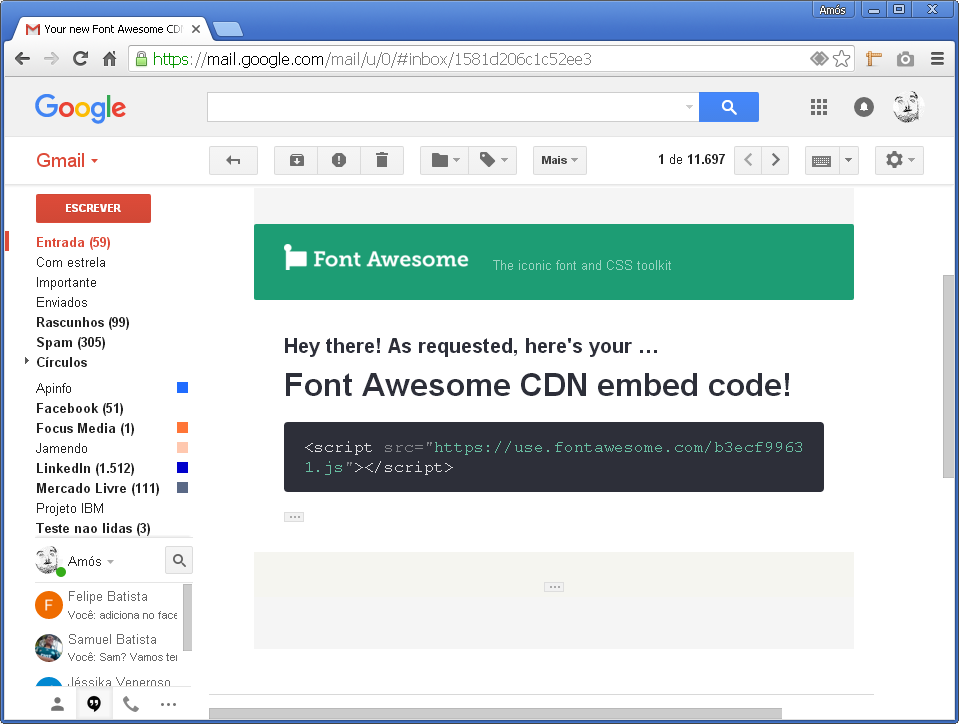 Amós
Your new Font Awesome CD
https://mail.google.com/mail/u/0/#inbox/1581d206c1c52ee3
Google
Gmail
Mais
1 de 11.697
ESCREVER
Entrada (59)
Com estrela
Importante
Enviados
Rascunhos (99)
Spam (305)
Círculos
Apinfo
Facebook (51)
Focus Media (1)
Jamendo
LinkedIn (1.512)
Mercado Livre (111)
Projeto IBM
Teste nao lidas (3)
Amós
F
Felipe Batista
Você: adiciona no face
Samuel Batista
Você: Sam? Vamos ter
Jéssika Veneroso
Font Awesome
The iconic font and CSS toolkit
Hey there! As requested, here's your ...
Font Awesome CDN embed code!
<script src="https://use.fontawesome.com/b3ecf9963
1.js"></script>